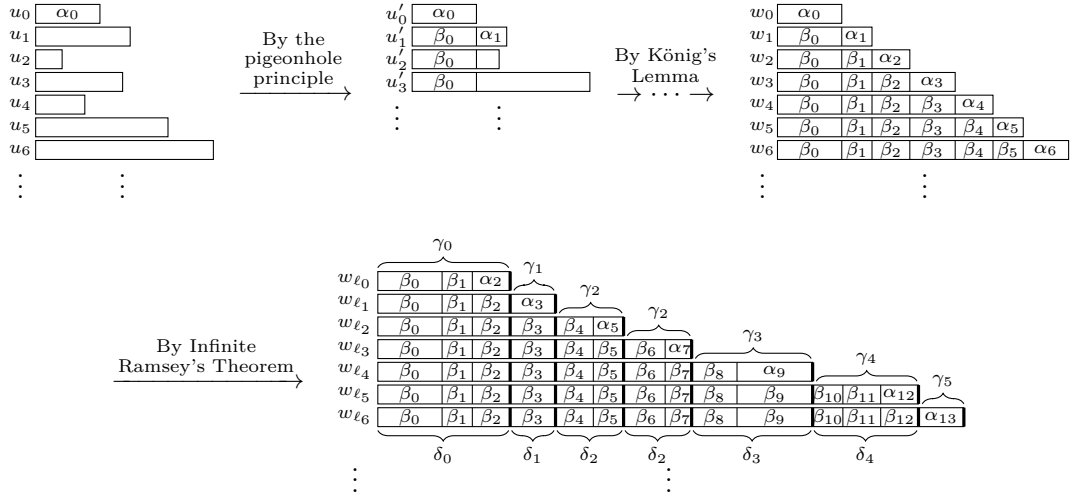 u₀ α₀
u₁
u₂
u₃
u₄
u₅
u₆
⋮ ⋮
By the
pigeonhole
principle
u′₀ α₀
u′₁ β₀ α₁
u′₂ β₀
u′₃ β₀
⋮ ⋮
By König's
Lemma
⋯
w₀ α₀
w₁ β₀ α₁
w₂ β₀ β₁ α₂
w₃ β₀ β₁ β₂ α₃
w₄ β₀ β₁ β₂ β₃ α₄
w₅ β₀ β₁ β₂ β₃ β₄ α₅
w₆ β₀ β₁ β₂ β₃ β₄ β₅ α₆
⋮ ⋮
By Infinite
Ramsey's Theorem
γ₀ γ₁ γ₂ γ₂ γ₃ γ₄ γ₅
w_ℓ₀ β₀ β₁ α₂
w_ℓ₁ β₀ β₁ β₂ α₃
w_ℓ₂ β₀ β₁ β₂ β₃ β₄ α₅
w_ℓ₃ β₀ β₁ β₂ β₃ β₄ β₅ β₆ α₇
w_ℓ₄ β₀ β₁ β₂ β₃ β₄ β₅ β₆ β₇ β₈ α₉
w_ℓ₅ β₀ β₁ β₂ β₃ β₄ β₅ β₆ β₇ β₈ β₉ β₁₀ β₁₁ α₁₂
w_ℓ₆ β₀ β₁ β₂ β₃ β₄ β₅ β₆ β₇ β₈ β₉ β₁₀ β₁₁ β₁₂ α₁₃
δ₀ δ₁ δ₂ δ₂ δ₃ δ₄
⋮ ⋮